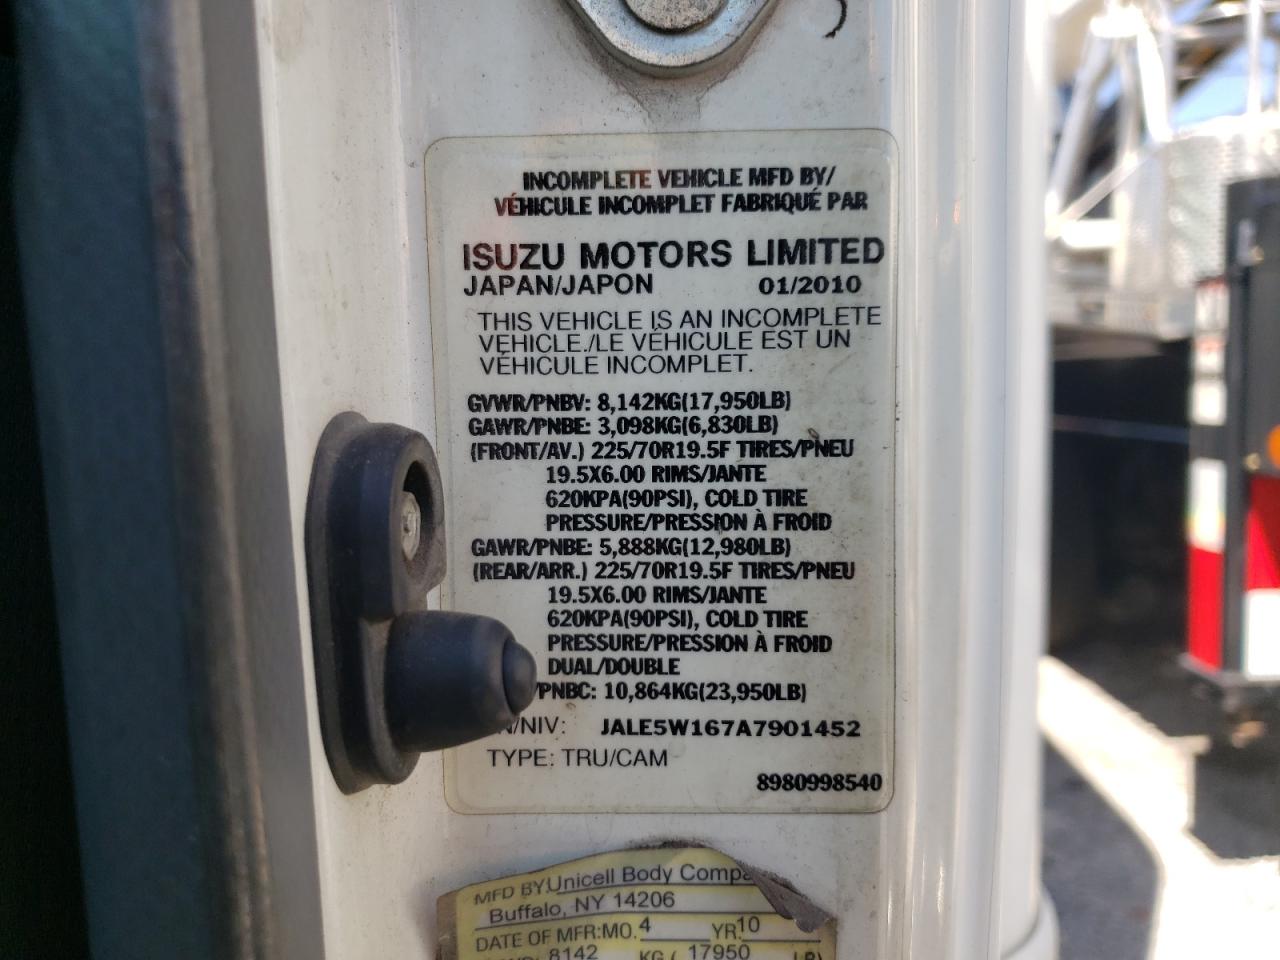 INCOMPLETE VEHICLE MFD BY/
VÉHICULE INCOMPLET FABRIQUÉ PAR
ISUZU MOTORS LIMITED
JAPAN/JAPON 01/2010
THIS VEHICLE IS AN INCOMPLETE
VEHICLE./LE VÉHICULE EST UN
VÉHICULE INCOMPLET.
GVWR/PNBV: 8,142KG(17,950LB)
GAWR/PNBE: 3,098KG(6,830LB)
(FRONT/AV.) 225/70R19.5F TIRES/PNEU
19.5X6.00 RIMS/JANTE
620KPA(90PSI), COLD TIRE
PRESSURE/PRESSION À FROID
GAWR/PNBE: 5,888KG(12,980LB)
(REAR/ARR.) 225/70R19.5F TIRES/PNEU
19.5X6.00 RIMS/JANTE
620KPA(90PSI), COLD TIRE
PRESSURE/PRESSION À FROID
DUAL/DOUBLE
/PNBC: 10,864KG(23,950LB)
/NIV: JALE5W167A7901452
TYPE: TRU/CAM
8980998540
MFD BY Unicell Body
Buffalo, NY 14206
DATE OF MFR:MO. 4 YR. 10
8142 KG ( 17950